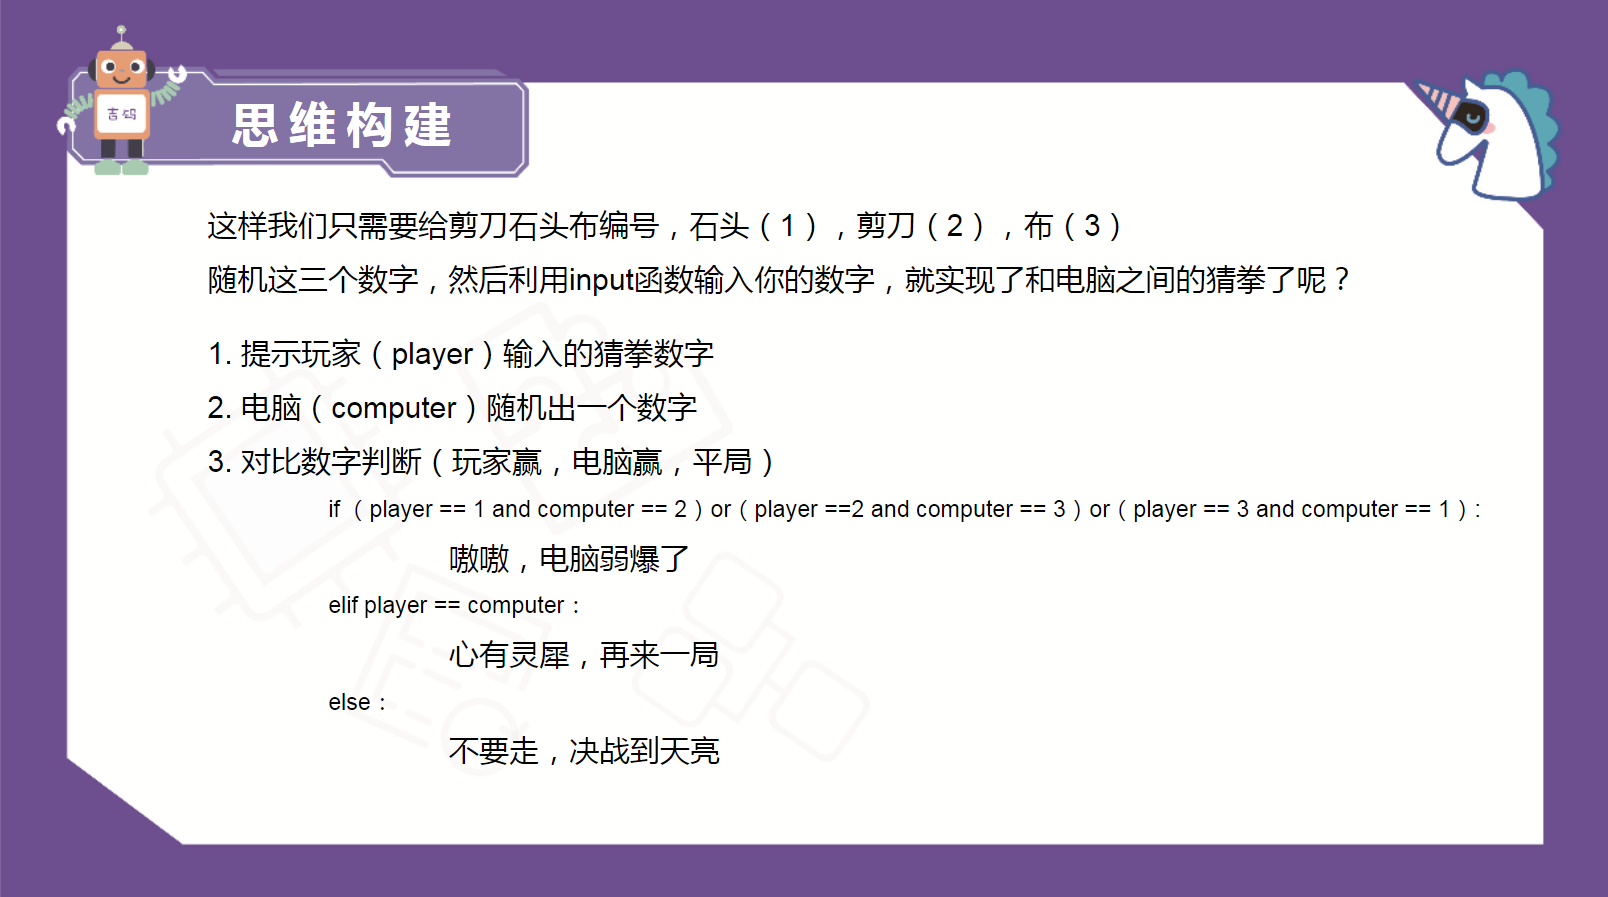 吉码
思维构建
这样我们只需要给剪刀石头布编号，石头（1），剪刀（2），布（3）
随机这三个数字，然后利用input函数输入你的数字，就实现了和电脑之间的猜拳了呢？
1. 提示玩家（player）输入的猜拳数字
2. 电脑（computer）随机出一个数字
3. 对比数字判断（玩家赢，电脑赢，平局）
if （player == 1 and computer == 2）or（player ==2 and computer == 3）or（player == 3 and computer == 1）:
嗷嗷，电脑弱爆了
elif player == computer：
心有灵犀，再来一局
else：
不要走，决战到天亮